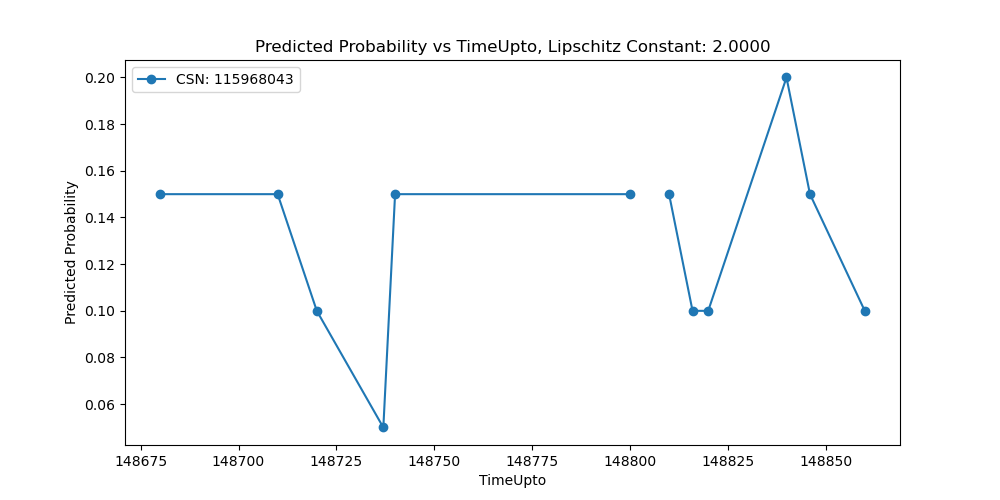 Predicted Probability vs TimeUpto, Lipschitz Constant: 2.0000
CSN: 115968043
Predicted Probability
0.20
0.18
0.16
0.14
0.12
0.10
0.08
0.06
148675 148700 148725 148750 148775 148800 148825 148850
TimeUpto